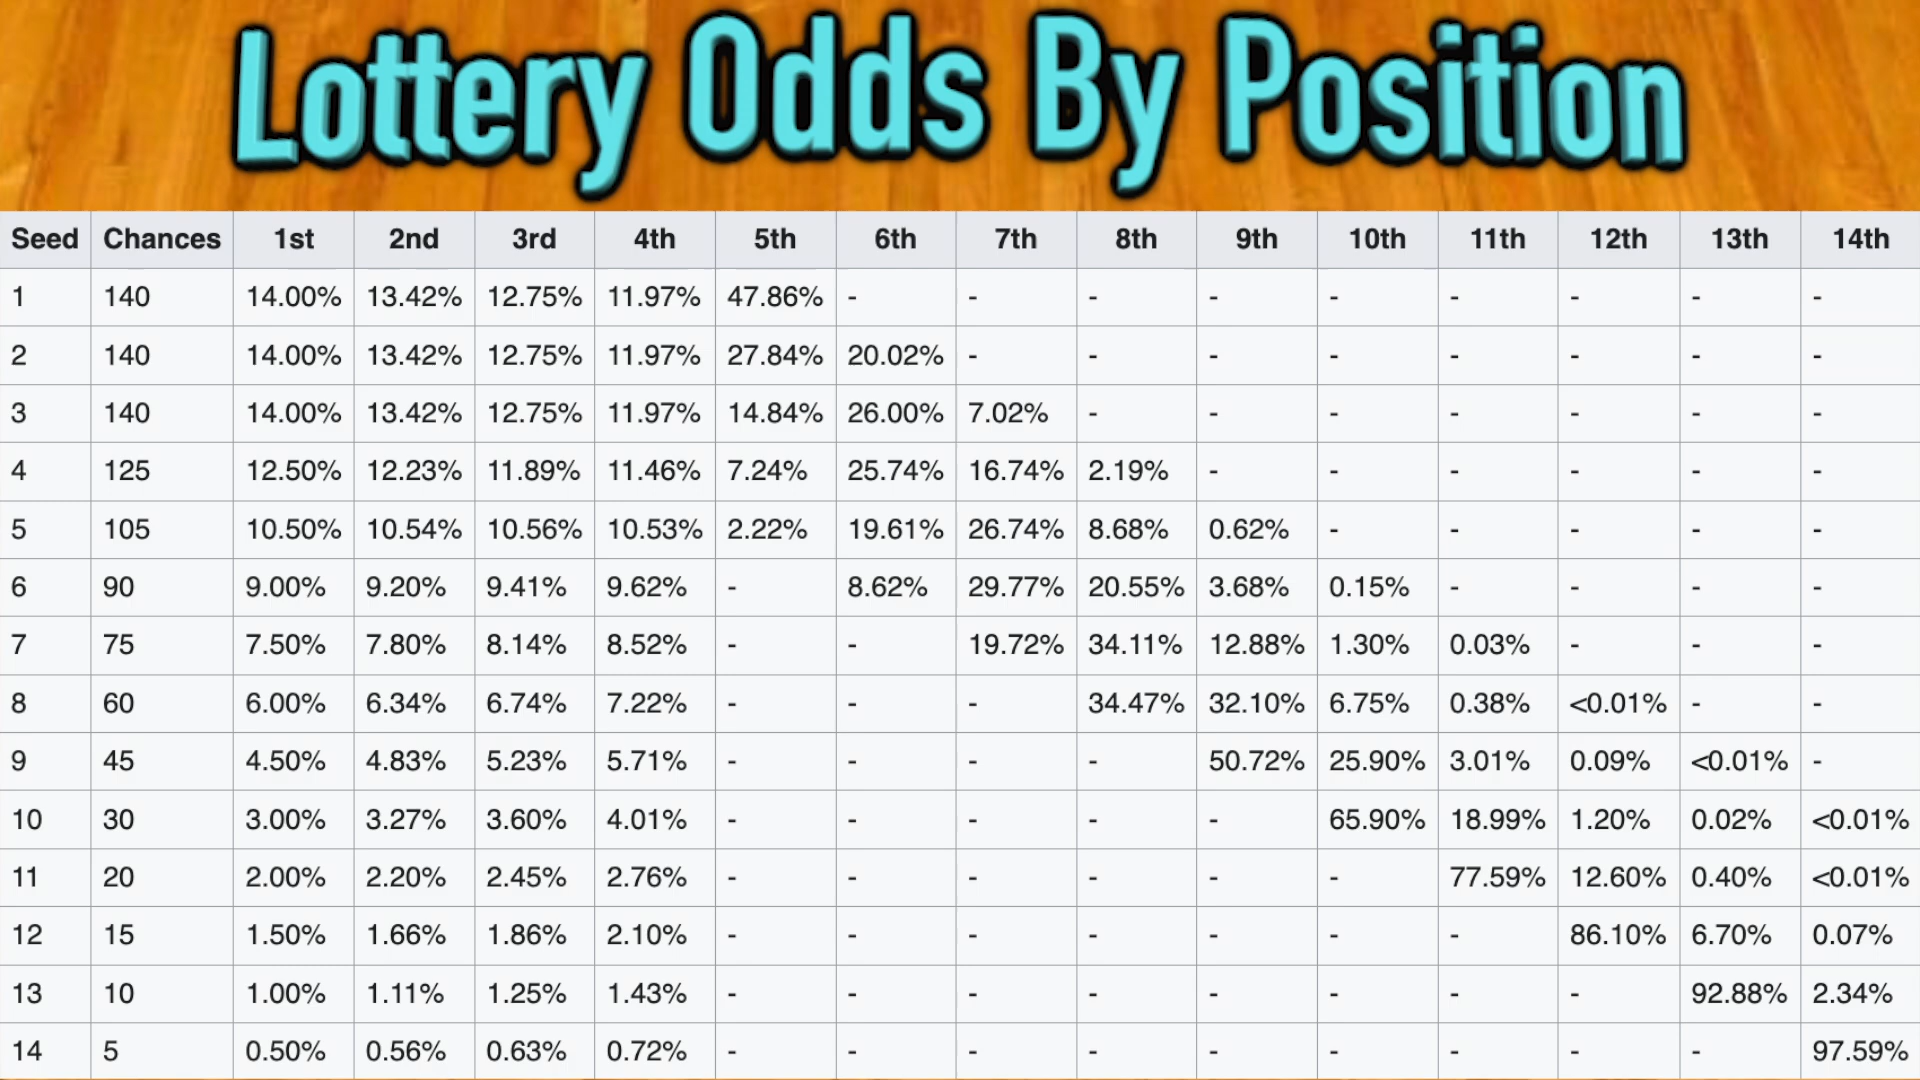 Lottery Odds By Position
Seed Chances 1st 2nd 3rd 4th 5th 6th 7th 8th 9th 10th 11th 12th 13th 14th
1 140 14.00% 13.42% 12.75% 11.97% 47.86% - - - - - - - - -
2 140 14.00% 13.42% 12.75% 11.97% 27.84% 20.02% - - - - - - - -
3 140 14.00% 13.42% 12.75% 11.97% 14.84% 26.00% 7.02% - - - - - - -
4 125 12.50% 12.23% 11.89% 11.46% 7.24% 25.74% 16.74% 2.19% - - - - - -
5 105 10.50% 10.54% 10.56% 10.53% 2.22% 19.61% 26.74% 8.68% 0.62% - - - - -
6 90 9.00% 9.20% 9.41% 9.62% - 8.62% 29.77% 20.55% 3.68% 0.15% - - - -
7 75 7.50% 7.80% 8.14% 8.52% - - 19.72% 34.11% 12.88% 1.30% 0.03% - - -
8 60 6.00% 6.34% 6.74% 7.22% - - - 34.47% 32.10% 6.75% 0.38% <0.01% - -
9 45 4.50% 4.83% 5.23% 5.71% - - - - 50.72% 25.90% 3.01% 0.09% <0.01% -
10 30 3.00% 3.27% 3.60% 4.01% - - - - - 65.90% 18.99% 1.20% 0.02% <0.01%
11 20 2.00% 2.20% 2.45% 2.76% - - - - - - 77.59% 12.60% 0.40% <0.01%
12 15 1.50% 1.66% 1.86% 2.10% - - - - - - - 86.10% 6.70% 0.07%
13 10 1.00% 1.11% 1.25% 1.43% - - - - - - - - 92.88% 2.34%
14 5 0.50% 0.56% 0.63% 0.72% - - - - - - - - - 97.59%